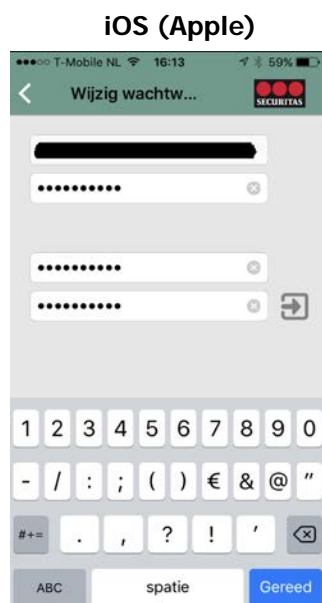 iOS (Apple)
T-Mobile NL 16:13 59%
Wijzig wachtw...
SECURITAS
••••••••••
••••••••••
••••••••••
1 2 3 4 5 6 7 8 9 0
- / : ; ( ) € & @ "
#+= . , ? ! '
ABC spatie Gereed